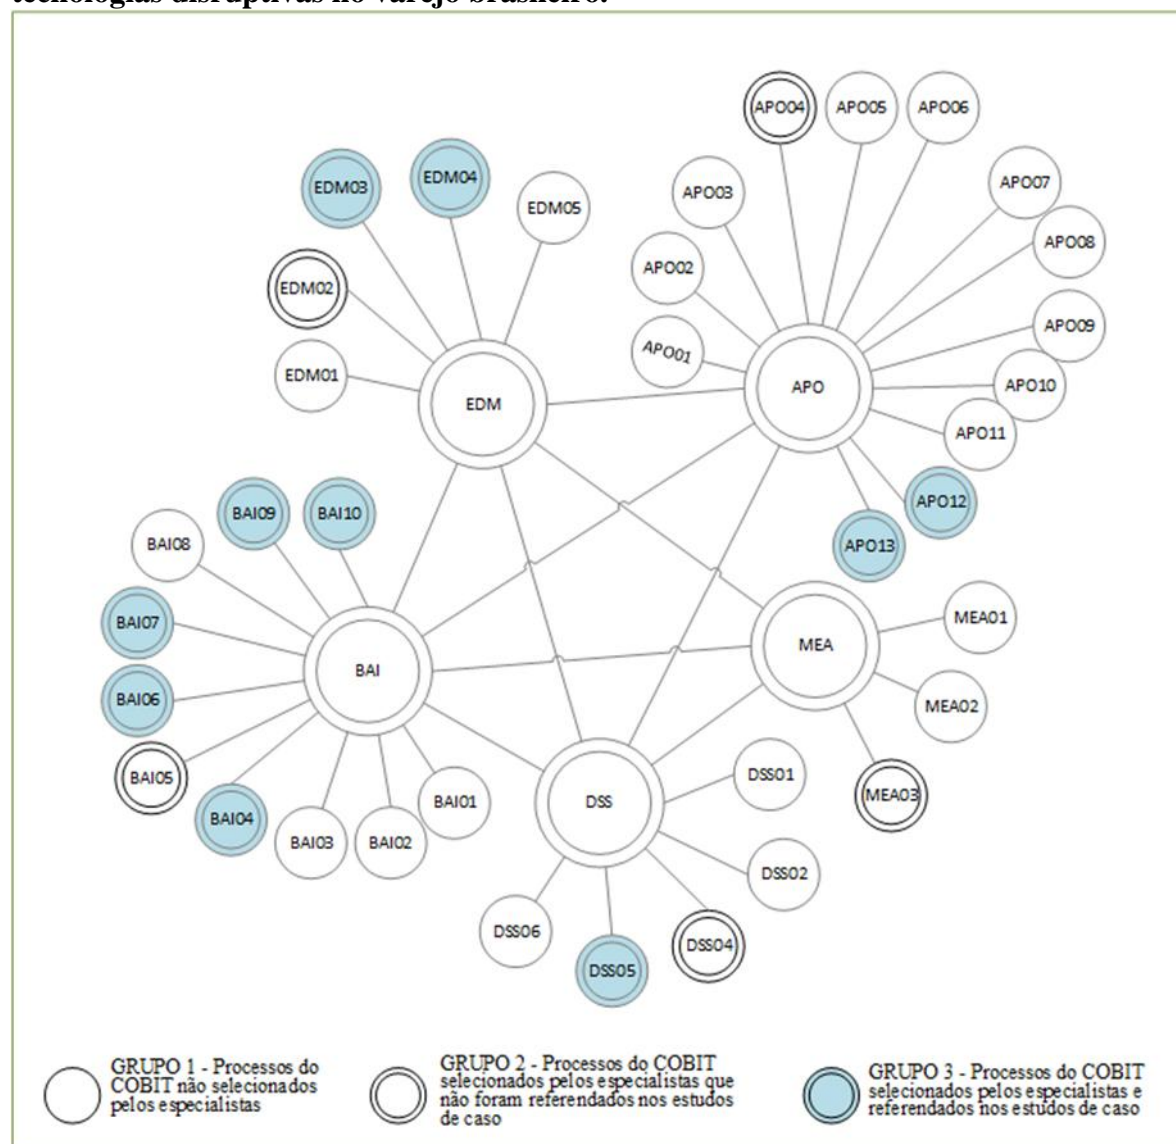 tecnologias disruptivas no varejo brasileiro.
APO04
APO05
APO06
EDM03
EDM04
EDM05
APO03
APO07
APO08
APO02
EDM02
APO09
APO01
EDM01
APO10
EDM
APO
APO11
BAI09
BAI10
APO12
BAI08
APO13
BAI07
MEA01
BAI
MEA
BAI06
MEA02
BAI05
DSS01
MEA03
BAI04
BAI01
DSS
BAI03
BAI02
DSS02
DSS06
DSS04
DSS05
GRUPO 1 - Processos do
COBIT não selecionados
pelos especialistas
GRUPO 2 - Processos do COBIT
selecionados pelos especialistas que
não foram referendados nos estudos
de caso
GRUPO 3 - Processos do COBIT
selecionados pelos especialistas e
referendados nos estudos de caso